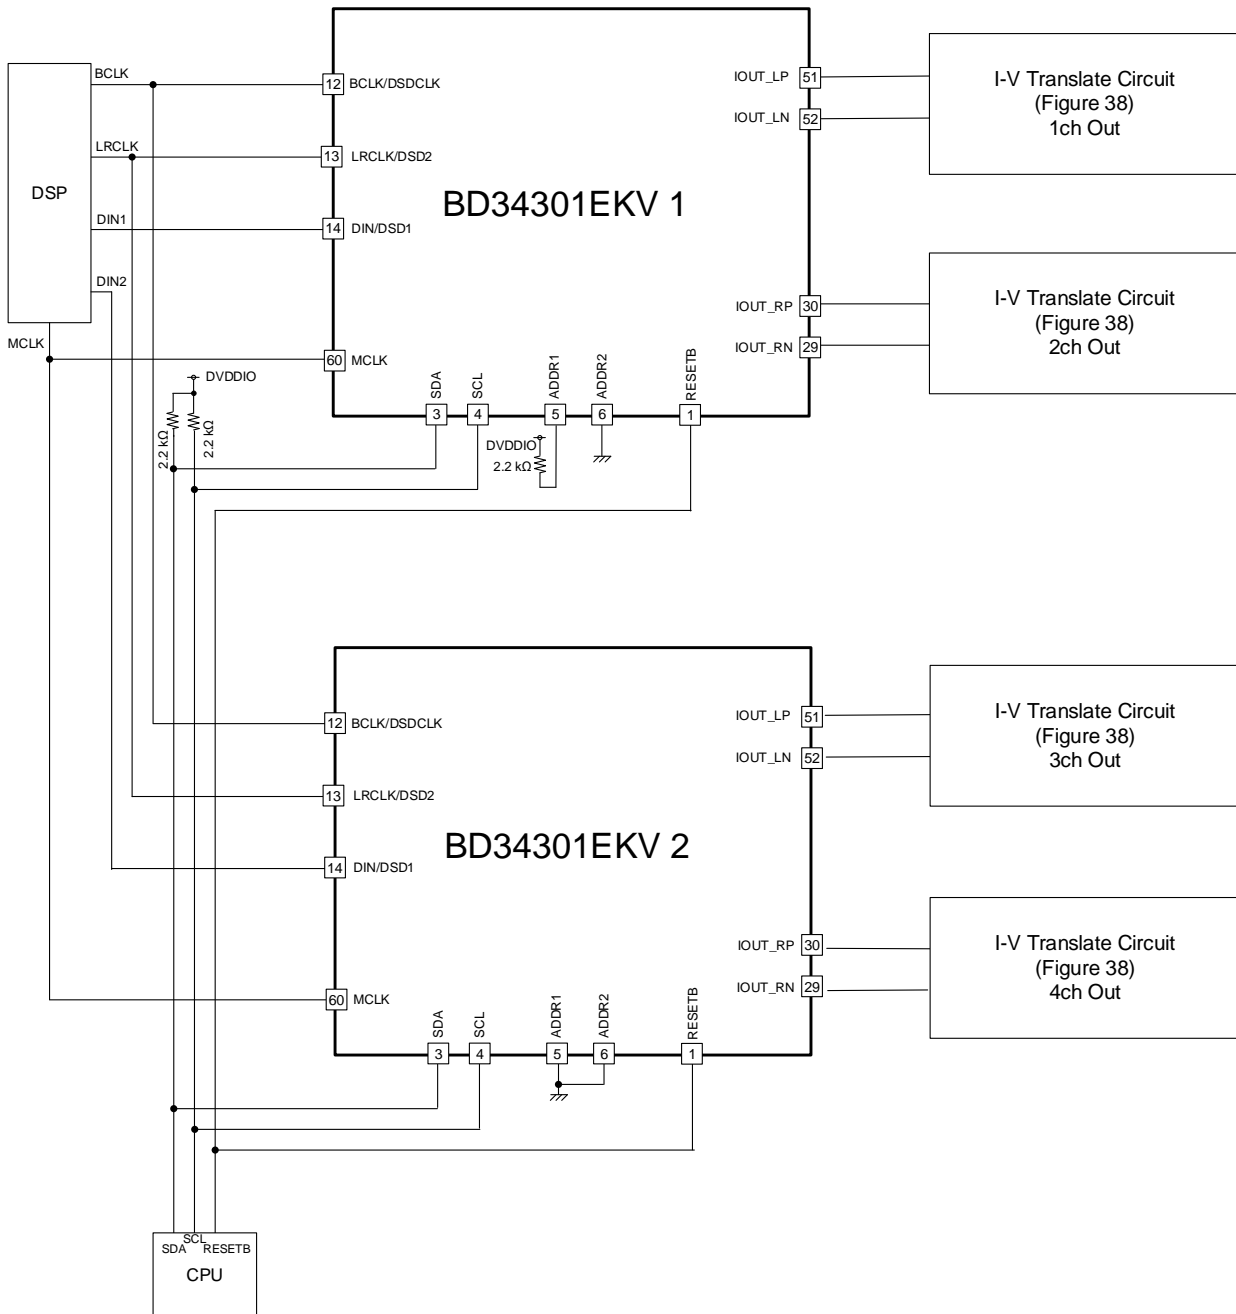 DSP
BCLK
LRCLK
DIN1
DIN2
MCLK
12 BCLK/DSDCLK
13 LRCLK/DSD2
14 DIN/DSD1
60 MCLK
BD34301EKV 1
IOUT_LP 51
IOUT_LN 52
IOUT_RP 30
IOUT_RN 29
SDA
SCL
ADDR1
ADDR2
RESETB
3
4
5
6
1
I-V Translate Circuit
(Figure 38)
1ch Out
I-V Translate Circuit
(Figure 38)
2ch Out
DVDDIO
2.2 kΩ
2.2 kΩ
DVDDIO
2.2 kΩ
12 BCLK/DSDCLK
13 LRCLK/DSD2
14 DIN/DSD1
60 MCLK
BD34301EKV 2
IOUT_LP 51
IOUT_LN 52
IOUT_RP 30
IOUT_RN 29
SDA
SCL
ADDR1
ADDR2
RESETB
3
4
5
6
1
I-V Translate Circuit
(Figure 38)
3ch Out
I-V Translate Circuit
(Figure 38)
4ch Out
SDA
SCL
RESETB
CPU